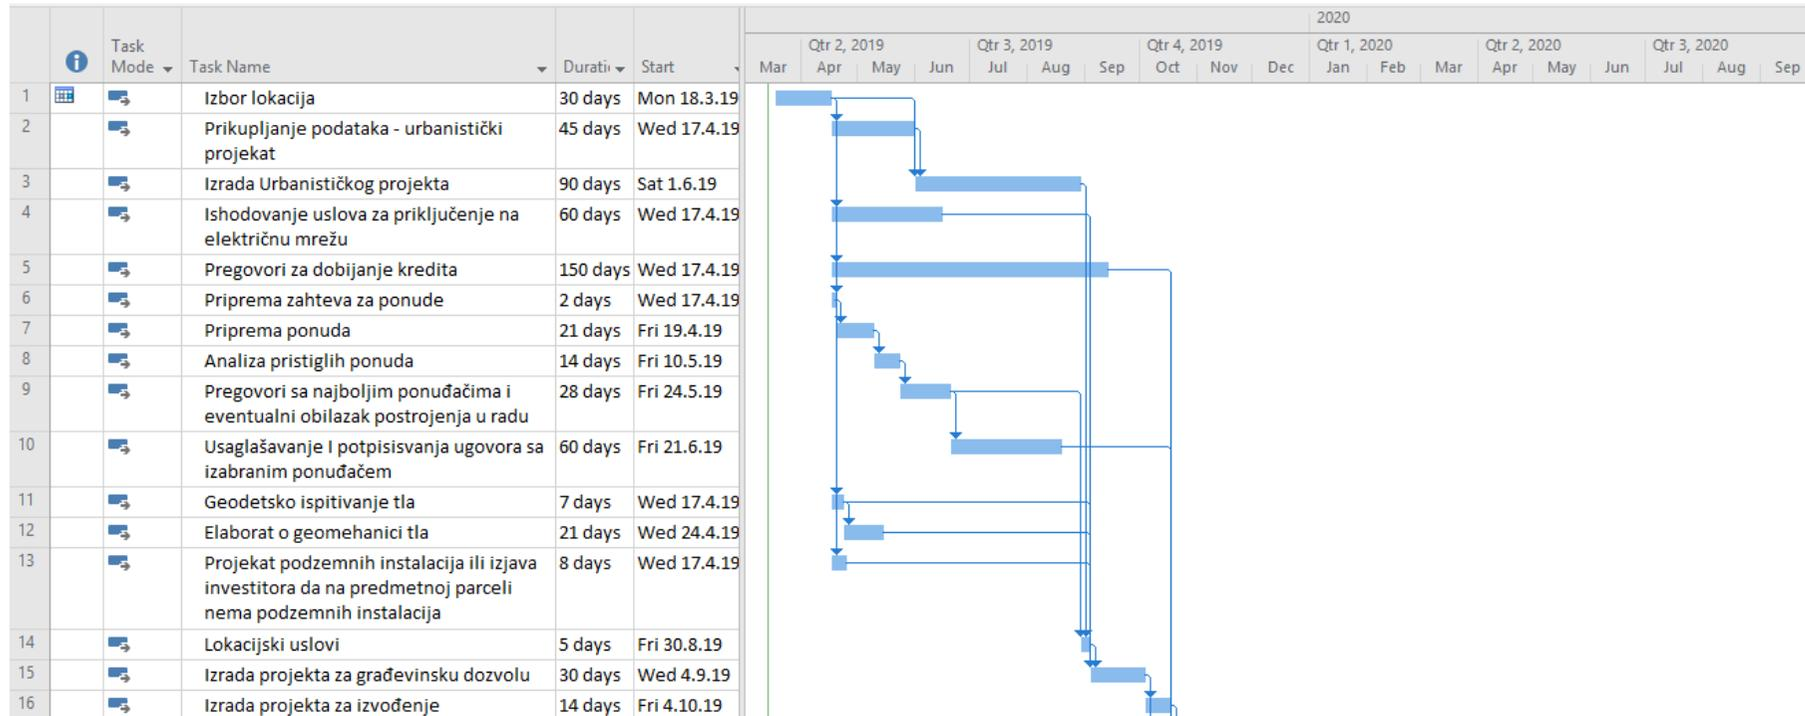 2020
Task
Qtr 2, 2019 Qtr 3, 2019 Qtr 4, 2019 Qtr 1, 2020 Qtr 2, 2020 Qtr 3, 2020
Mode Task Name Durati Start Mar Apr May Jun Jul Aug Sep Oct Nov Dec Jan Feb Mar Apr May Jun Jul Aug Sep
1 Izbor lokacija 30 days Mon 18.3.19
2 Prikupljanje podataka - urbanistički 45 days Wed 17.4.19
projekat
3 Izrada Urbanističkog projekta 90 days Sat 1.6.19
4 Ishodovanje uslova za priključenje na 60 days Wed 17.4.19
električnu mrežu
5 Pregovori za dobijanje kredita 150 days Wed 17.4.19
6 Priprema zahteva za ponude 2 days Wed 17.4.19
7 Priprema ponuda 21 days Fri 19.4.19
8 Analiza pristiglih ponuda 14 days Fri 10.5.19
9 Pregovori sa najboljim ponuđačima i 28 days Fri 24.5.19
eventualni obilazak postrojenja u radu
10 Usaglašavanje I potpisisvanja ugovora sa 60 days Fri 21.6.19
izabranim ponuđačem
11 Geodetsko ispitivanje tla 7 days Wed 17.4.19
12 Elaborat o geomehanici tla 21 days Wed 24.4.19
13 Projekat podzemnih instalacija ili izjava 8 days Wed 17.4.19
investitora da na predmetnoj parceli
nema podzemnih instalacija
14 Lokacijski uslovi 5 days Fri 30.8.19
15 Izrada projekta za građevinsku dozvolu 30 days Wed 4.9.19
16 Izrada projekta za izvođenje 14 days Fri 4.10.19